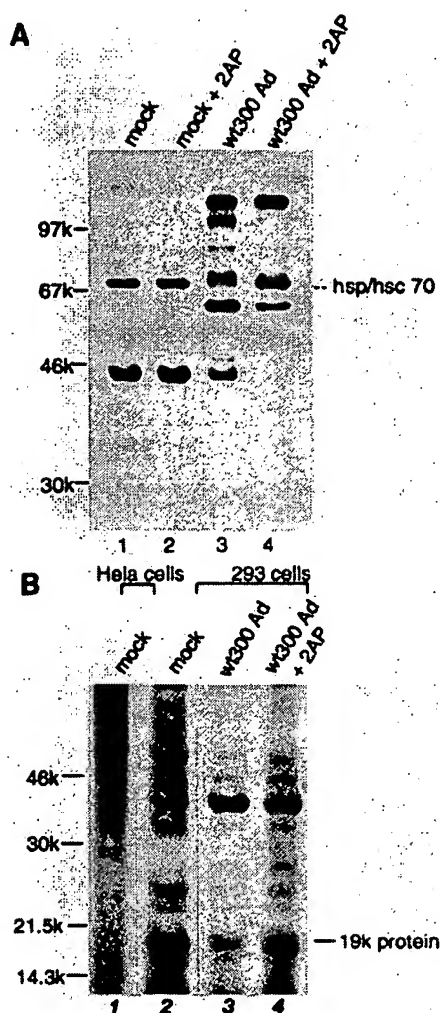 A
mock
mock + 2AP
wt300 Ad
wt300 Ad + 2AP
97k
67k
hsp/hsc 70
46k
30k
1 2 3 4
Hela cells 293 cells
B
mock
mock
wt300 Ad
wt300 Ad
+ 2AP
46k
30k
21.5k
19k protein
14.3k
1 2 3 4